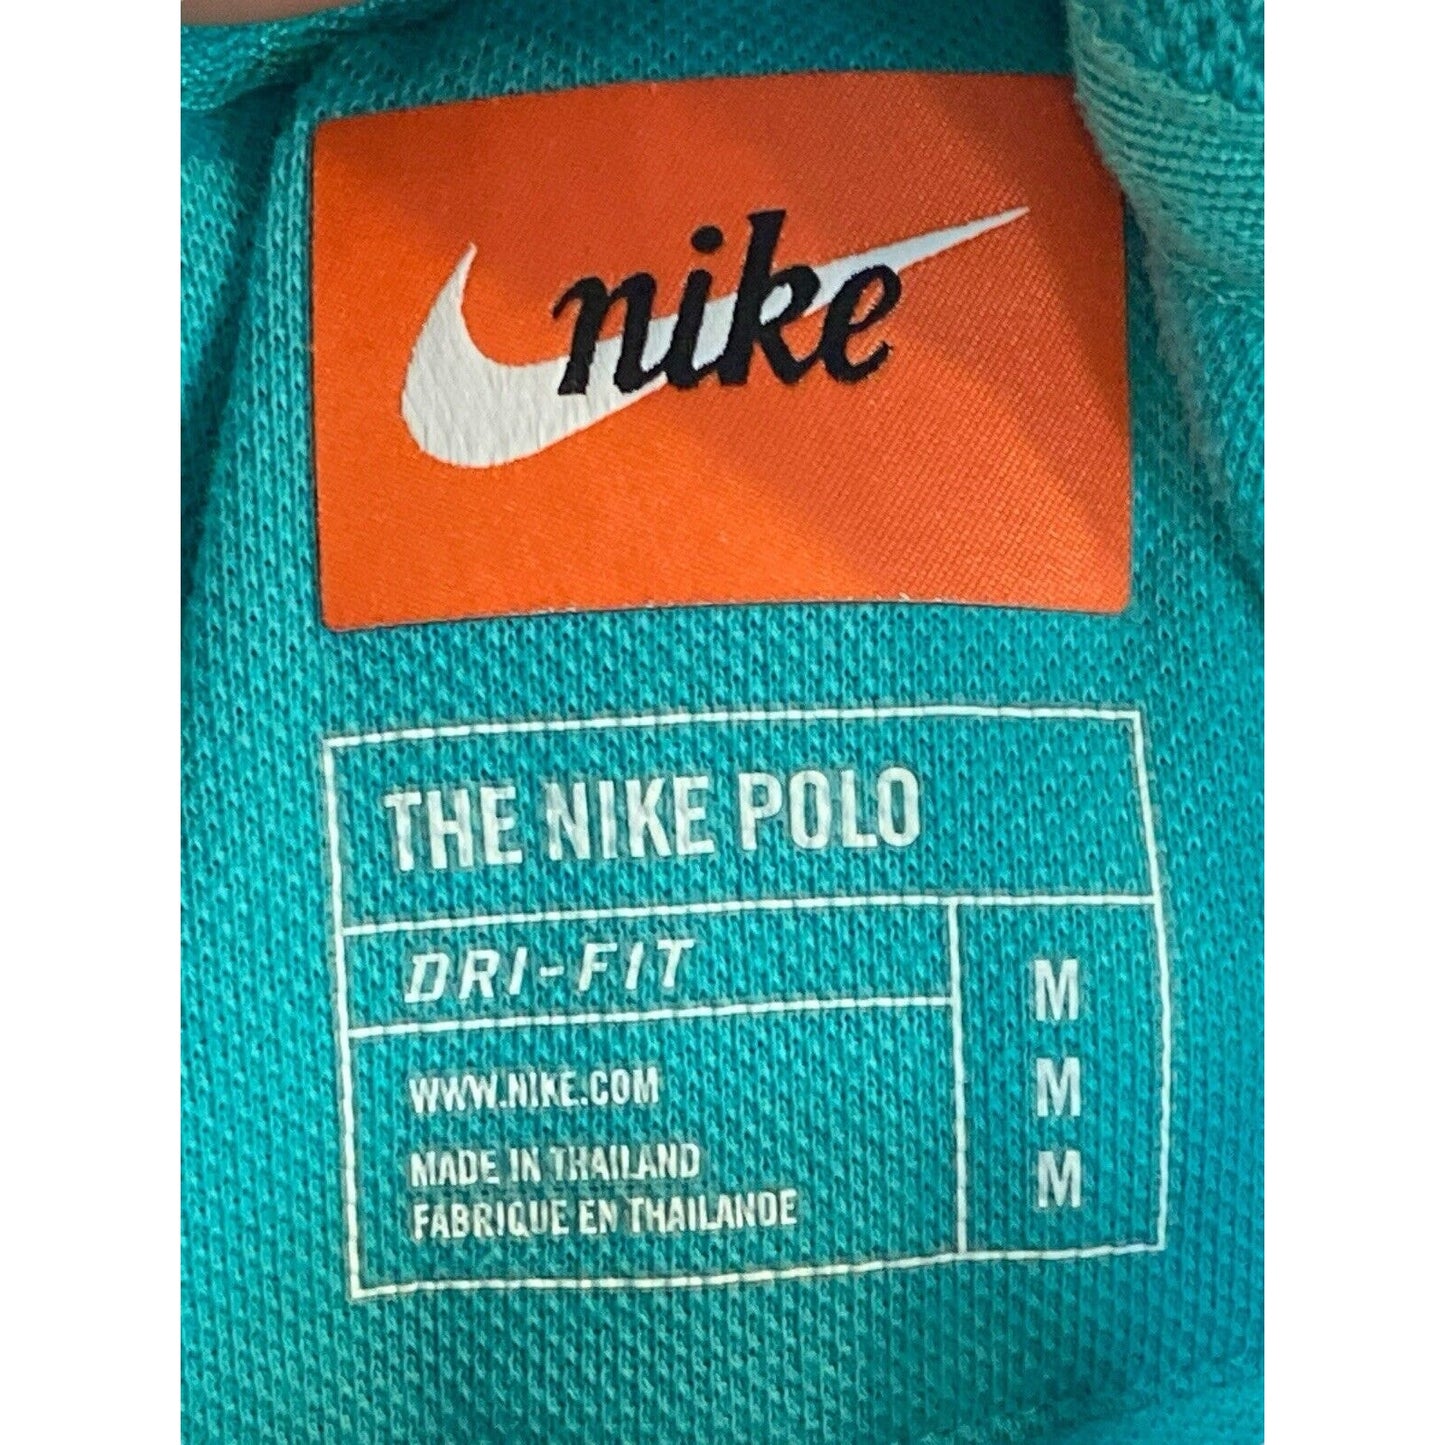 nike
THE NIKE POLO
DRI-FIT
WWW.NIKE.COM
MADE IN THAILAND
FABRIQUE EN THAILANDE
M
M
M